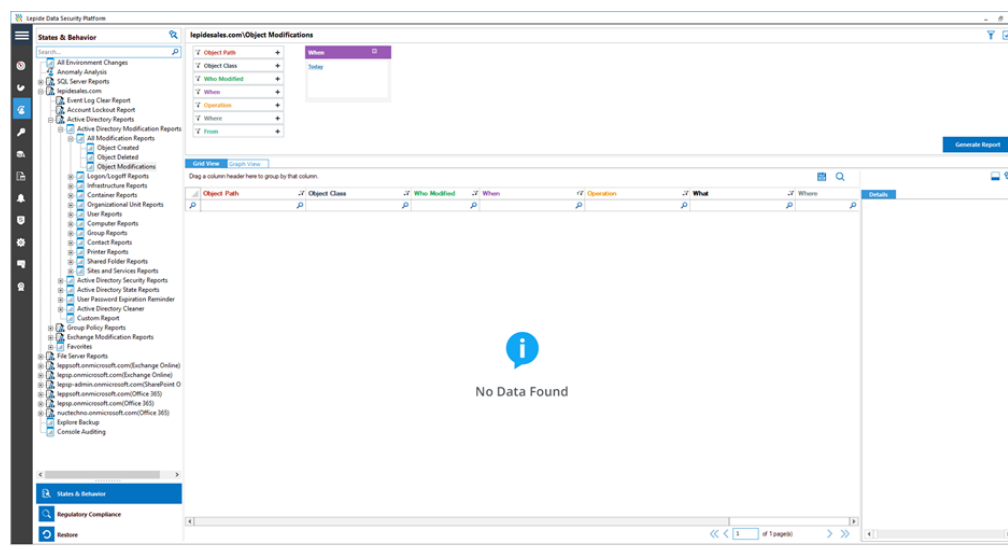 Lepide Data Security Platform
States & Behavior
Search...
All Environment Changes
Anomaly Analysis
SQL Server Reports
lepidesales.com
Event Log Clear Report
Account Lockout Report
Active Directory Reports
Active Directory Modification Reports
All Modification Reports
Object Created
Object Deleted
Object Modifications
Logon/Logoff Reports
Infrastructure Reports
Container Reports
Organizational Unit Reports
User Reports
Computer Reports
Group Reports
Contact Reports
Printer Reports
Shared Folder Reports
Sites and Services Reports
Active Directory Security Reports
Active Directory State Reports
User Password Expiration Reminder
Active Directory Cleaner
Custom Report
Group Policy Reports
Exchange Modification Reports
Favorites
File Server Reports
leppsoft.onmicrosoft.com(Exchange Online)
lepsp.onmicrosoft.com(Exchange Online)
lepsp-admin.onmicrosoft.com(SharePoint O
leppsoft.onmicrosoft.com(Office 365)
lepsp.onmicrosoft.com(Office 365)
nuctechno.onmicrosoft.com(Office 365)
Explore Backup
Console Auditing
States & Behavior
Regulatory Compliance
Restore
lepidesales.com\Object Modifications
Object Path +
Object Class +
Who Modified +
When +
Operation +
Where +
From +
When
Today
Generate Report
Grid View Graph View
Drag a column header here to group by that column.
Object Path Object Class Who Modified When Operation What Where
Details
No Data Found
1 of 1 page(s)